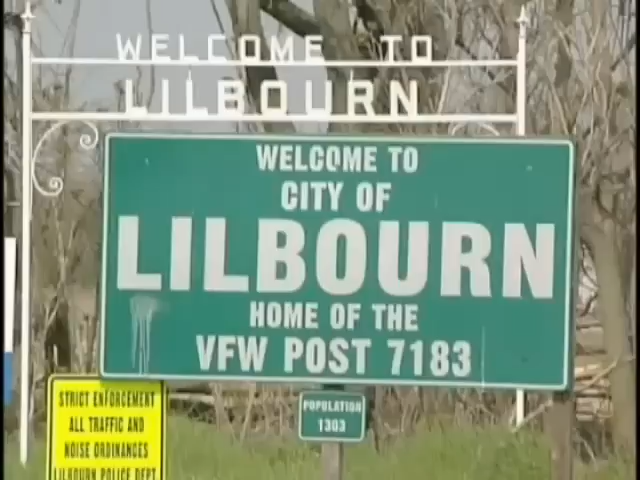 WELCOME TO
LILBOURN
WELCOME TO
CITY OF
LILBOURN
HOME OF THE
VFW POST 7183
POPULATION
1303
STRICT ENFORCEMENT
ALL TRAFFIC AND
NOISE ORDINANCES
LILBOURN POLICE DEPT.